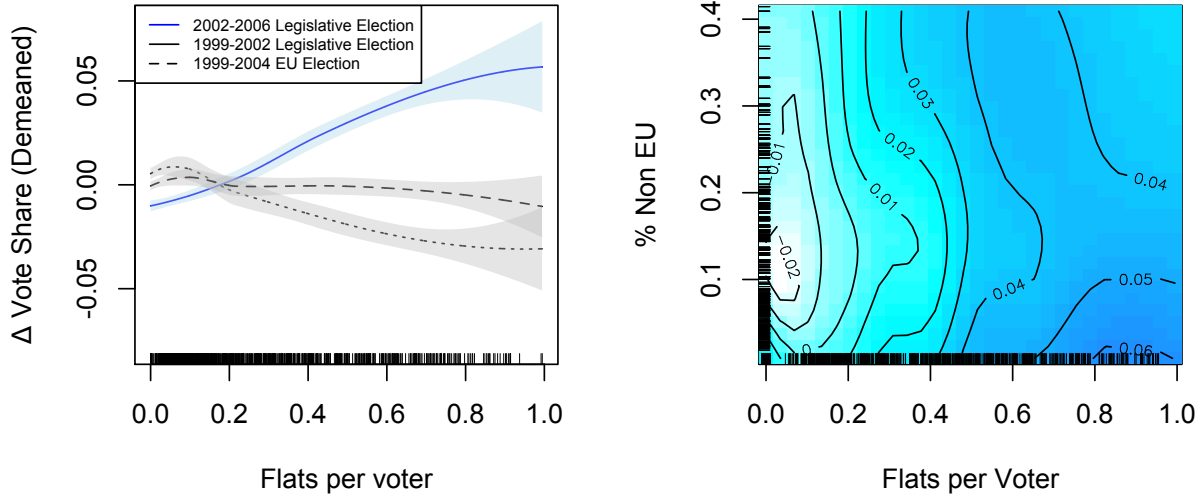 2002-2006 Legislative Election
1999-2002 Legislative Election
1999-2004 EU Election
Δ Vote Share (Demeaned)
0.05
0.00
-0.05
0.0 0.2 0.4 0.6 0.8 1.0
Flats per voter
% Non EU
0.4
0.3
0.2
0.1
0.03
0.02
0.01
-0.01
-0.02
0.04
0.04
0.05
0
0.06
0.0 0.2 0.4 0.6 0.8 1.0
Flats per Voter